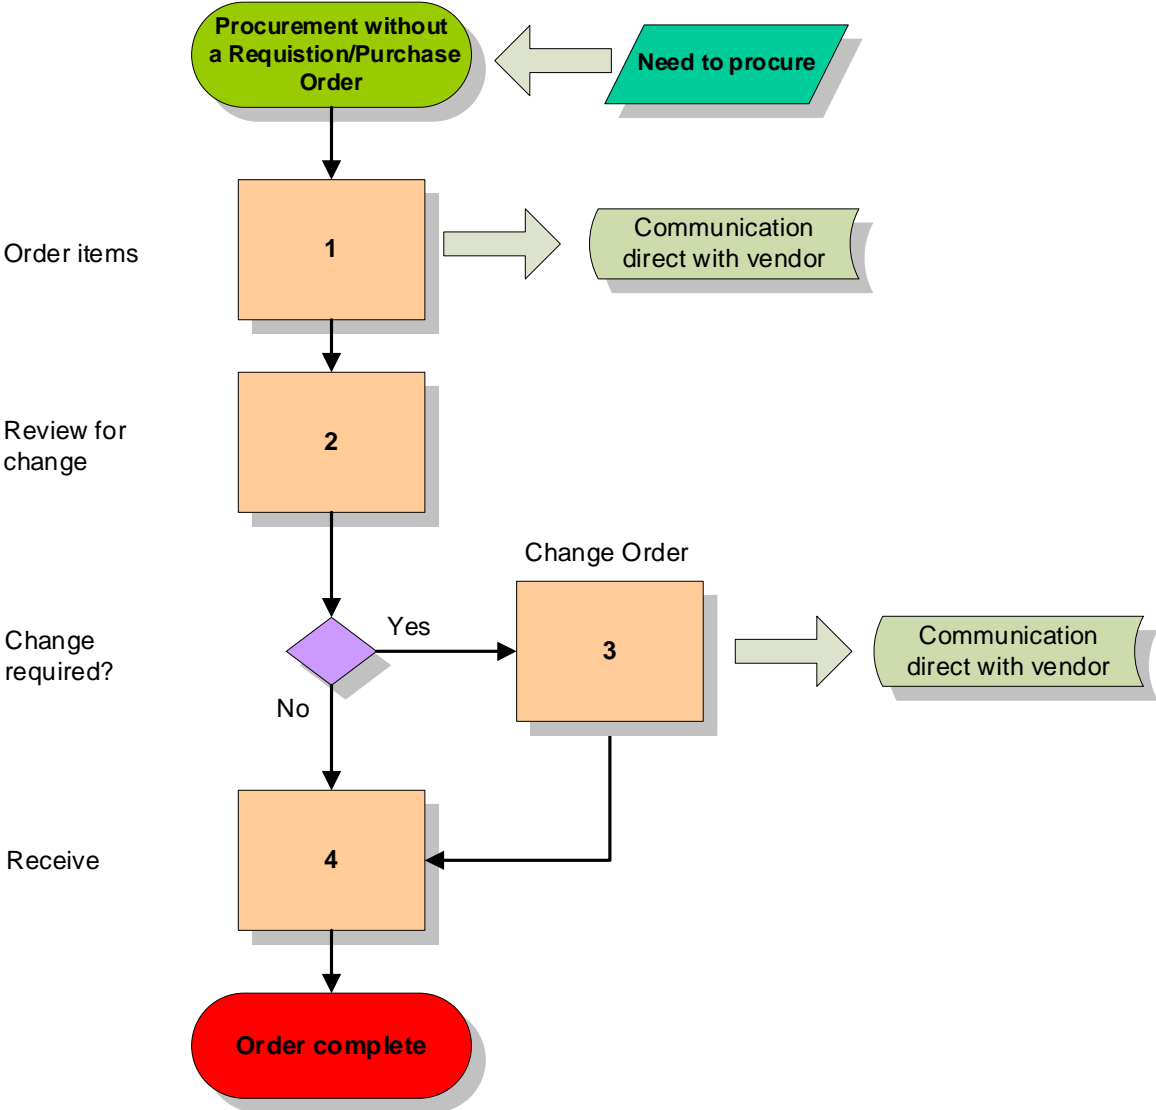 Procurement without
a Requistion/Purchase
Order
Need to procure
Order items
1
Communication
direct with vendor
Review for
change
2
Change Order
Change
required?
Yes
No
3
Communication
direct with vendor
Receive
4
Order complete